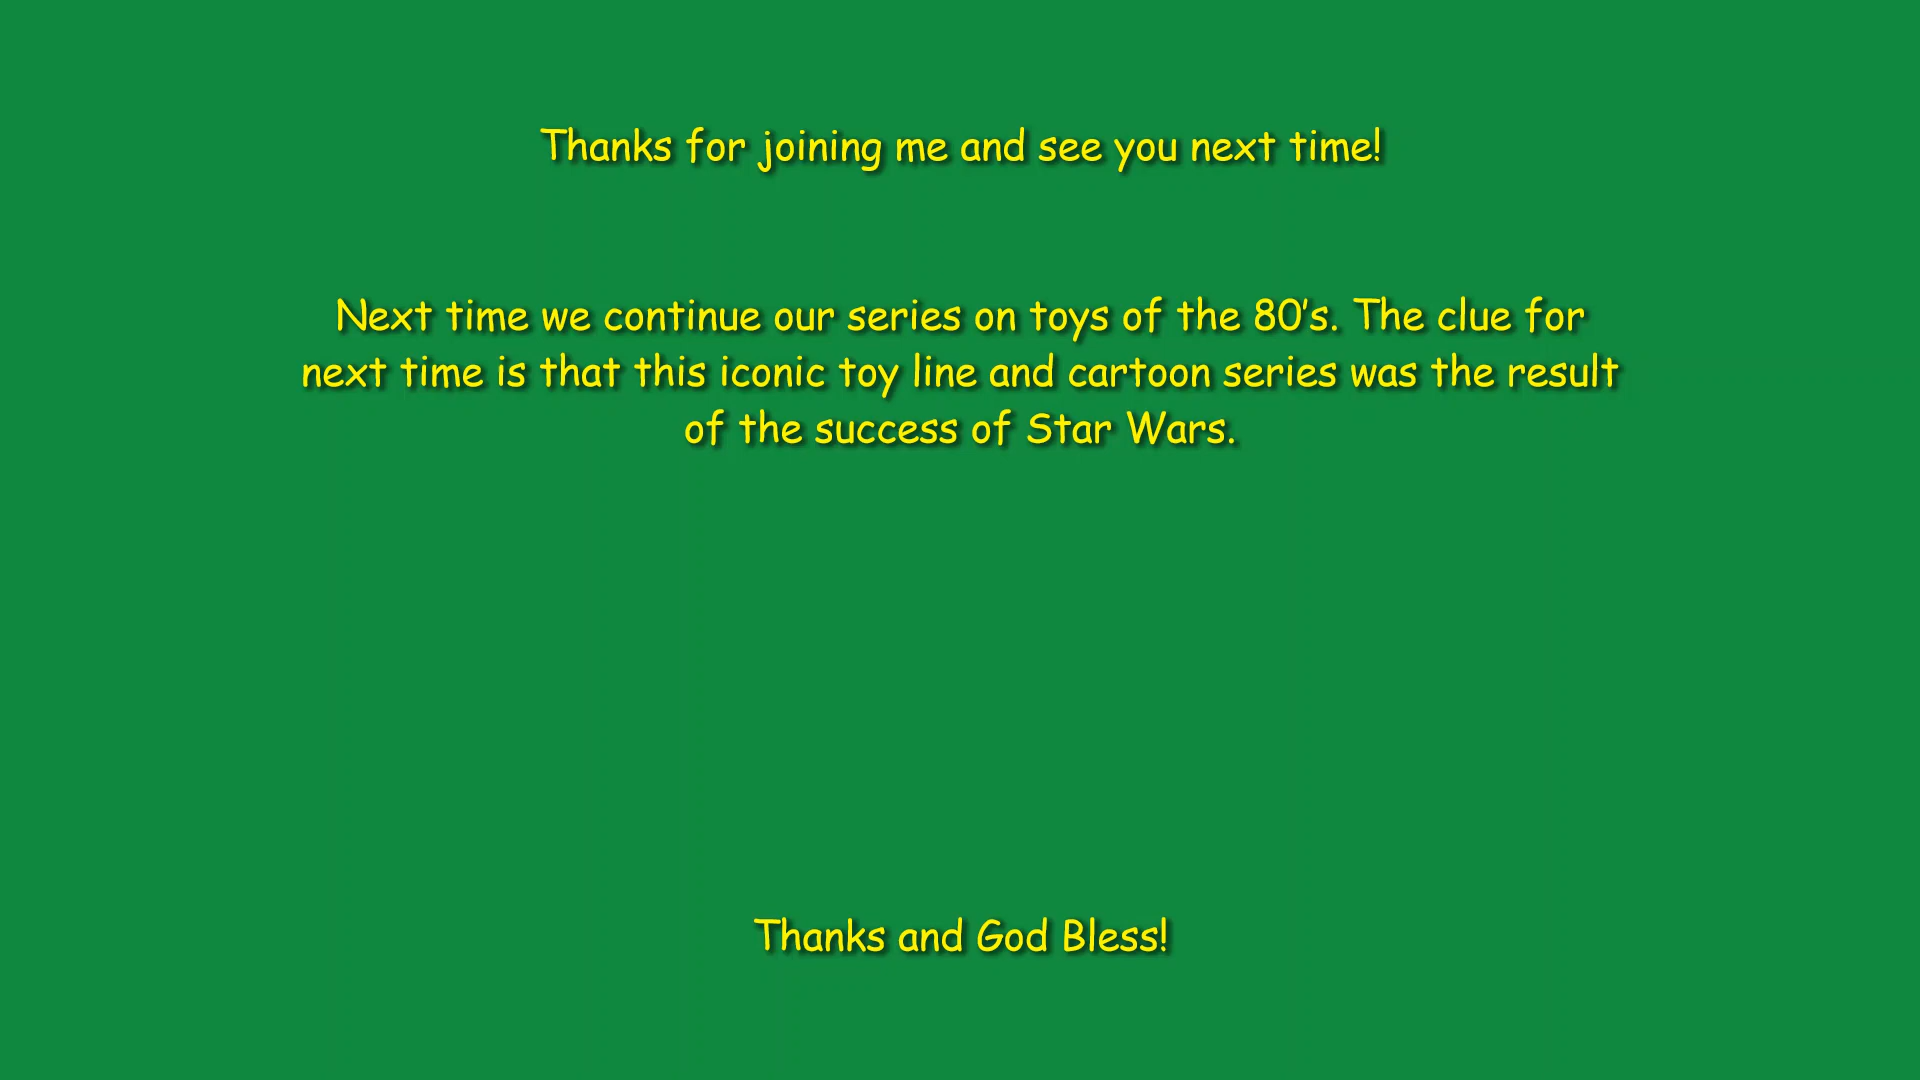 Thanks for joining me and see you next time!
Next time we continue our series on toys of the 80's. The clue for
next time is that this iconic toy line and cartoon series was the result
of the success of Star Wars.
Thanks and God Bless!